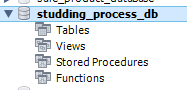 studding_process_db
Tables
Views
Stored Procedures
Functions